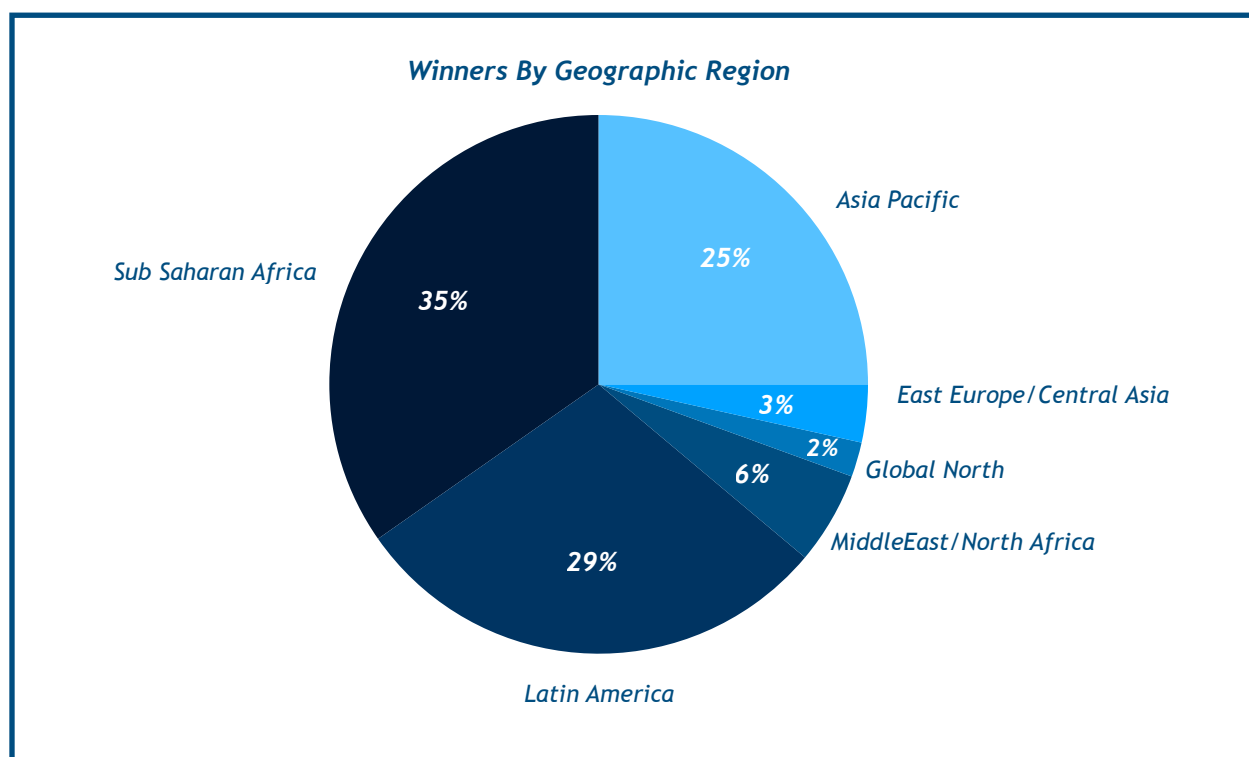 Winners By Geographic Region
Asia Pacific
25%
Sub Saharan Africa
35%
East Europe/Central Asia
3%
2%
Global North
6%
MiddleEast/North Africa
29%
Latin America